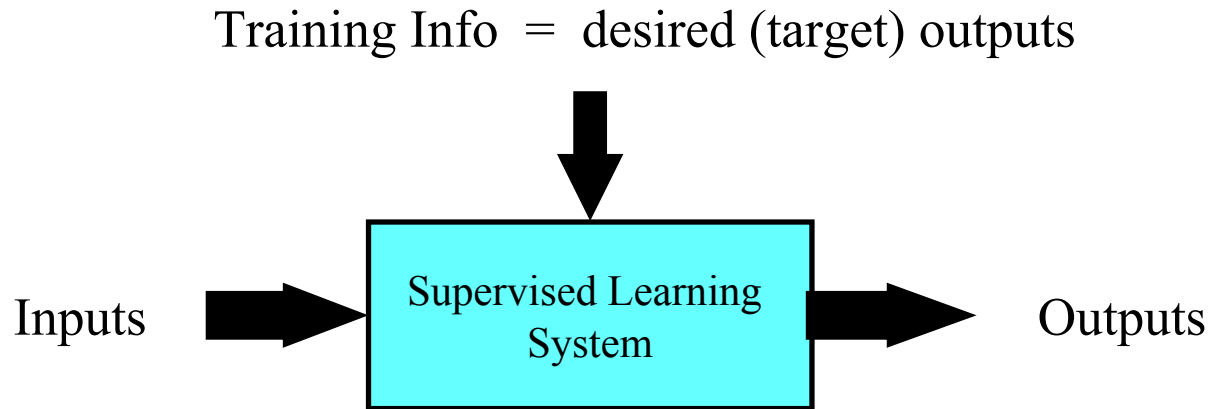 Training Info = desired (target) outputs
Supervised Learning
System
Inputs
Outputs